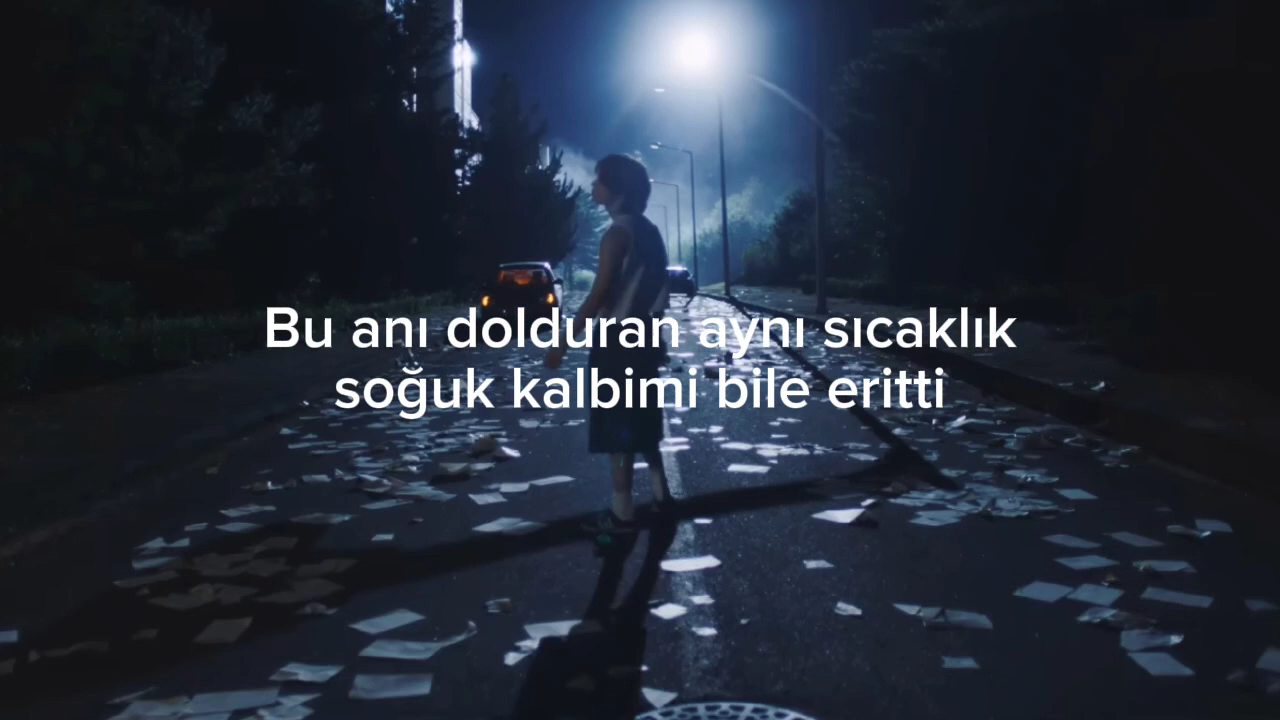 Bu anı dolduran aynı sıcaklık
soğuk kalbimi bile eritti